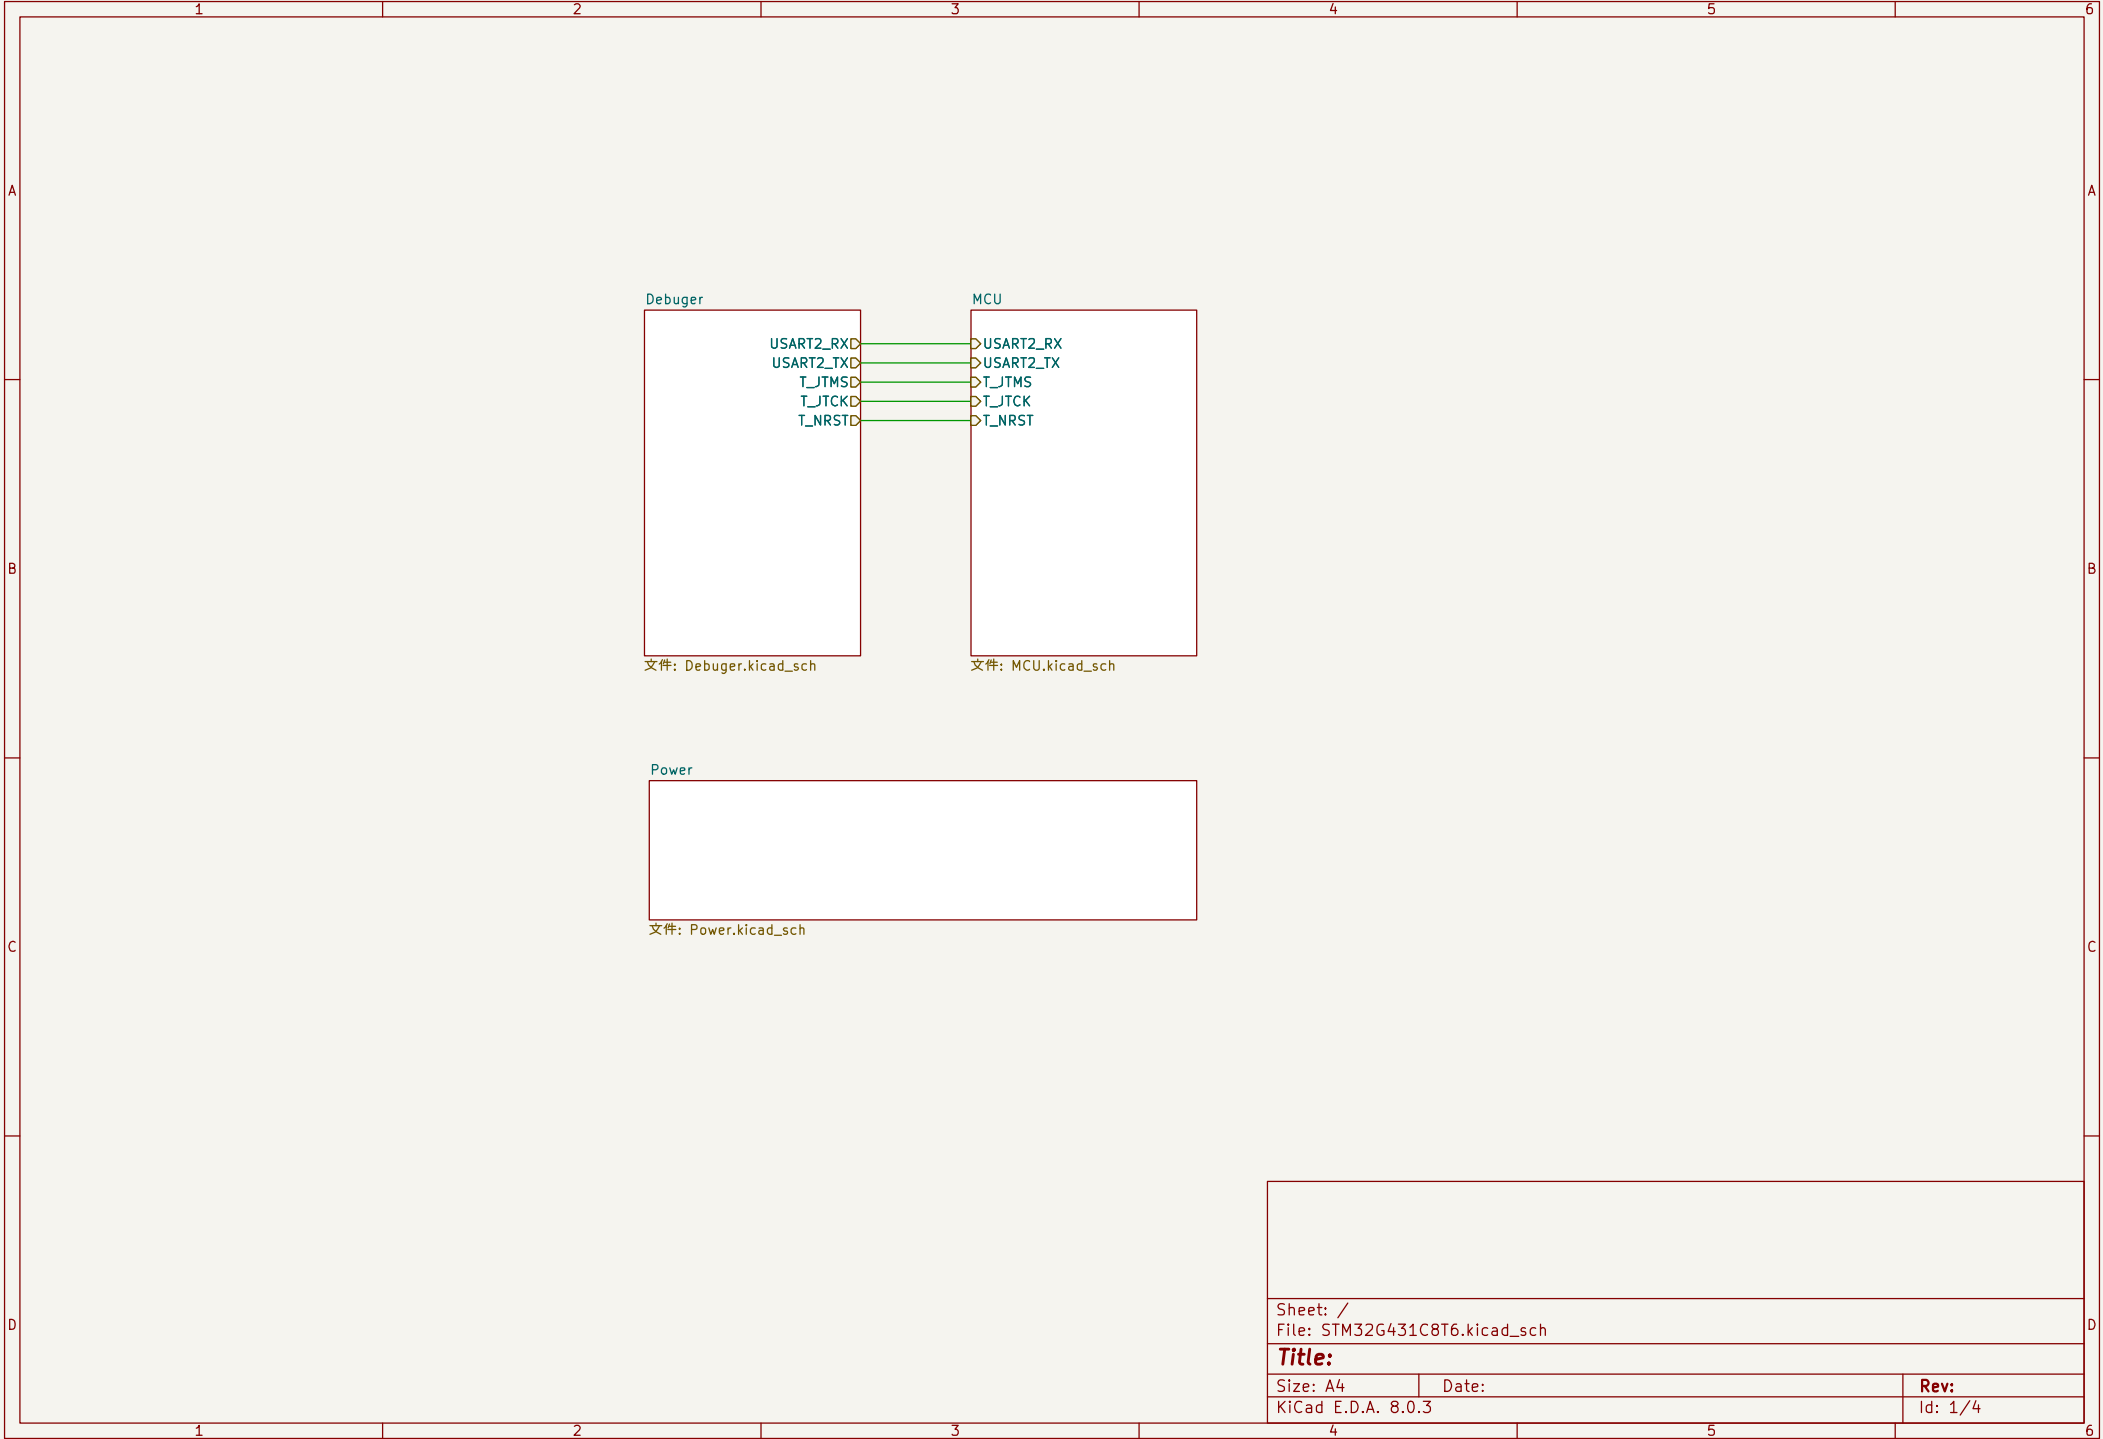 1 2 3 4 5 6
A A
Debuger MCU
USART2_RX USART2_RX
USART2_TX USART2_TX
T_JTMS T_JTMS
T_JTCK T_JTCK
T_NRST T_NRST
B B
文件: Debuger.kicad_sch 文件: MCU.kicad_sch
Power
文件: Power.kicad_sch
C C
Sheet: /
D D
File: STM32G431C8T6.kicad_sch
Title:
Size: A4 Date: Rev:
KiCad E.D.A. 8.0.3 Id: 1/4
1 2 3 4 5 6